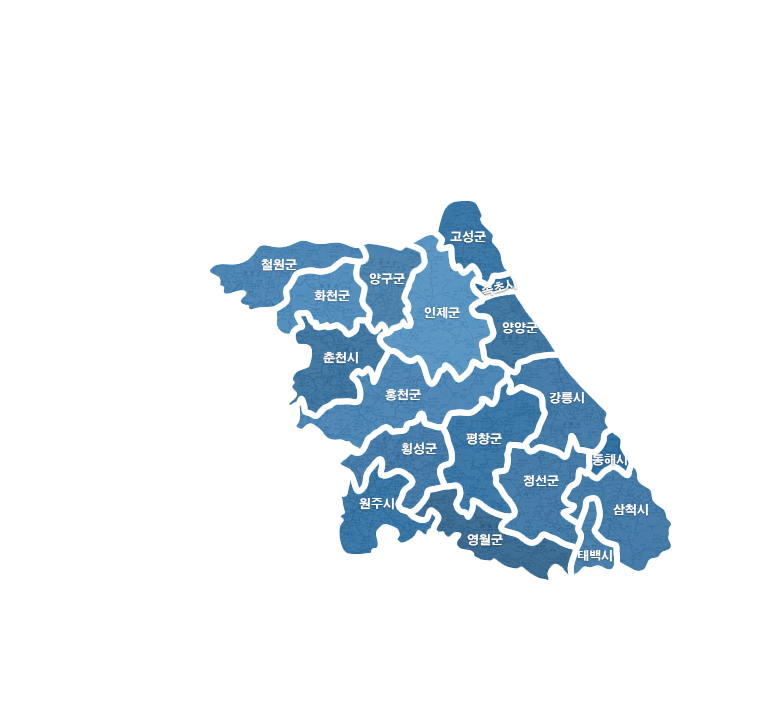 고성군
철원군
양구군
속초시
화천군
인제군
양양군
춘천시
홍천군
강릉시
평창군
횡성군
동해시
정선군
원주시
삼척시
영월군
태백시